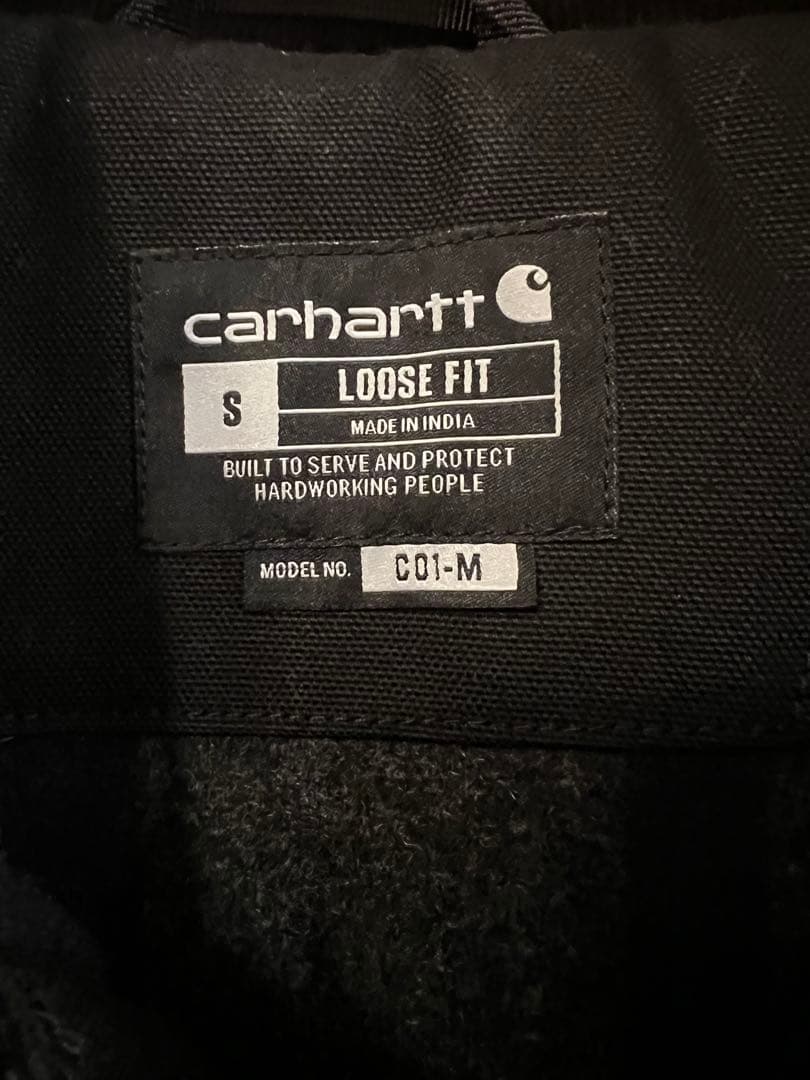 carhartt
S
LOOSE FIT
MADE IN INDIA
BUILT TO SERVE AND PROTECT
HARDWORKING PEOPLE
MODEL NO. C01-M